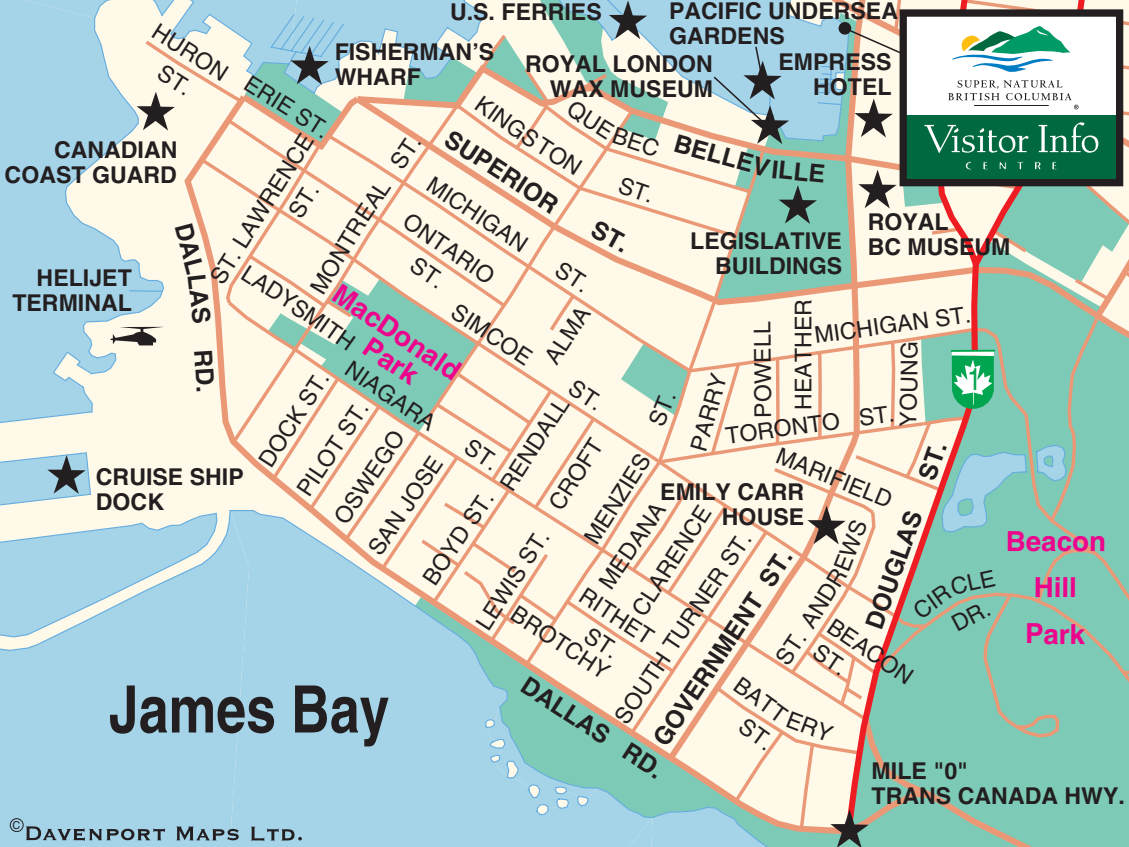 U.S. FERRIES
PACIFIC UNDERSEA
GARDENS
HURON
ST.
FISHERMAN'S
WHARF
ROYAL LONDON
WAX MUSEUM
EMPRESS
HOTEL
SUPER, NATURAL
BRITISH COLUMBIA
®
Visitor Info
CENTRE
ERIE ST.
CANADIAN
COAST GUARD
KINGSTON
QUEBEC
BELLEVILLE
SUPERIOR
ST.
ST.
ST.
ST. LAWRENCE
ST.
MONTREAL
MICHIGAN
ST.
ONTARIO
ST.
LEGISLATIVE
BUILDINGS
ROYAL
BC MUSEUM
DALLAS RD.
HELIJET
TERMINAL
LADYSMITH
MacDonald
Park
SIMCOE
ST.
ALMA
POWELL
HEATHER
MICHIGAN ST.
YOUNG
1
NIAGARA
ST.
PARRY
ST.
TORONTO ST.
DOCK ST.
PILOT ST.
OSWEGO
SAN JOSE
BOYD ST.
RENDALL
CROFT
MENZIES
MARIFIELD
CRUISE SHIP
DOCK
EMILY CARR
HOUSE
MEDANA
CLARENCE
LEWIS ST.
RITHET
ST.
BROTCHY
SOUTH TURNER ST.
GOVERNMENT ST.
ST. ANDREWS
DOUGLAS ST.
BEACON
ST.
CIRCLE
DR.
Beacon
Hill
Park
BATTERY
ST.
DALLAS RD.
James Bay
MILE "0"
TRANS CANADA HWY.
©DAVENPORT MAPS LTD.